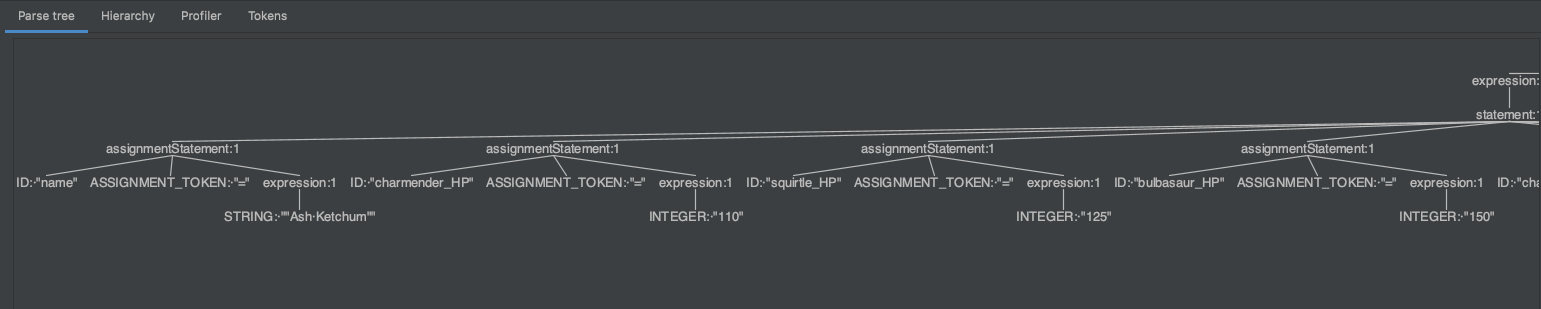 Parse tree Hierarchy Profiler Tokens
expression:
statement:
assignmentStatement:1 assignmentStatement:1 assignmentStatement:1 assignmentStatement:1
ID:"name" ASSIGNMENT_TOKEN:·"=" expression:1 ID:·"charmender_HP" ASSIGNMENT_TOKEN:·"=" expression:1 ID:·"squirtle_HP" ASSIGNMENT_TOKEN:·"=" expression:1 ID:·"bulbasaur_HP" ASSIGNMENT_TOKEN:·"=" expression:1 ID:·"cha
STRING:·""Ash·Ketchum"" INTEGER:·"110" INTEGER:·"125" INTEGER:·"150"